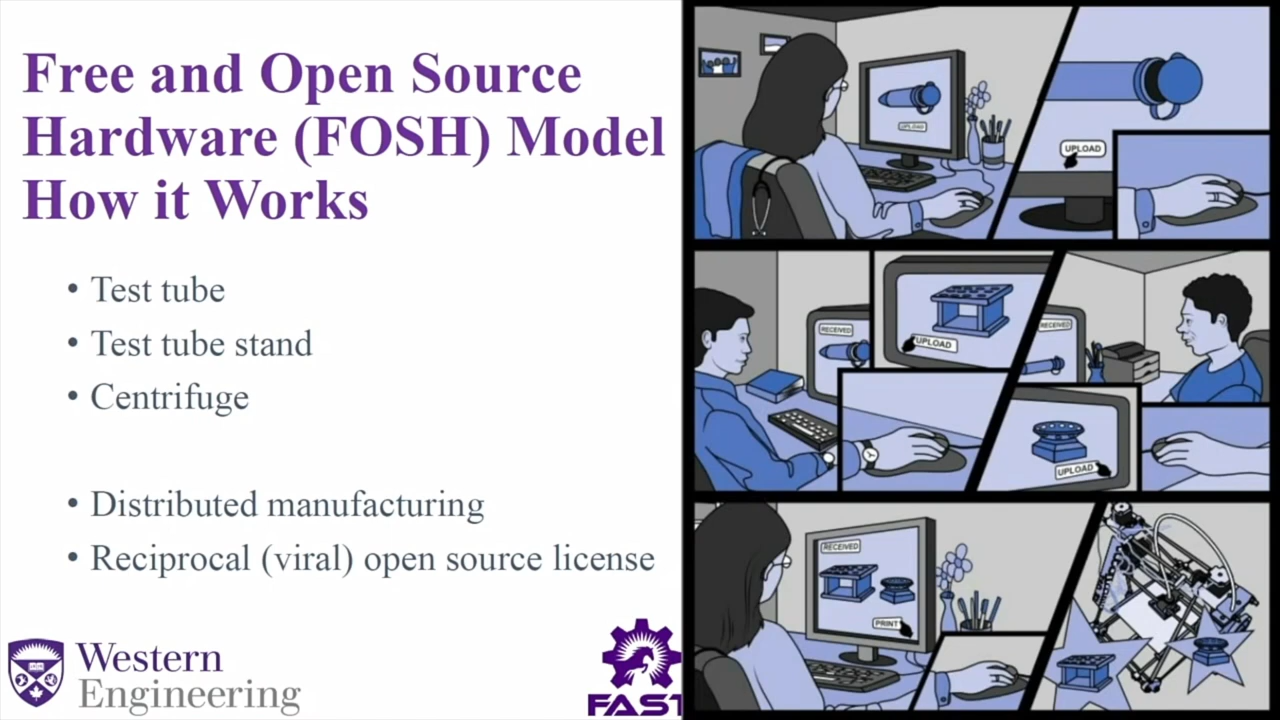 Free and Open Source
Hardware (FOSH) Model
How it Works
• Test tube
• Test tube stand
• Centrifuge
• Distributed manufacturing
• Reciprocal (viral) open source license
Western
Engineering
FAST
UPLOAD
UPLOAD
RECEIVED
UPLOAD
RECEIVED
UPLOAD
RECEIVED
PRINT